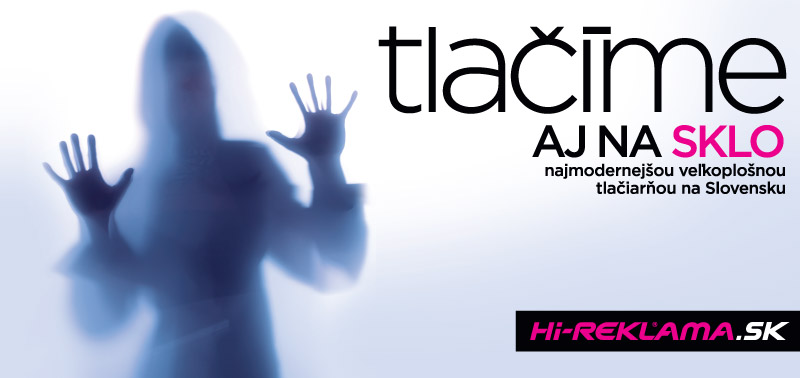 tlačíme
AJ NA SKLO
najmodernejšou veľkoplošnou
tlačiarňou na Slovensku
Hi-REKLAMA.SK